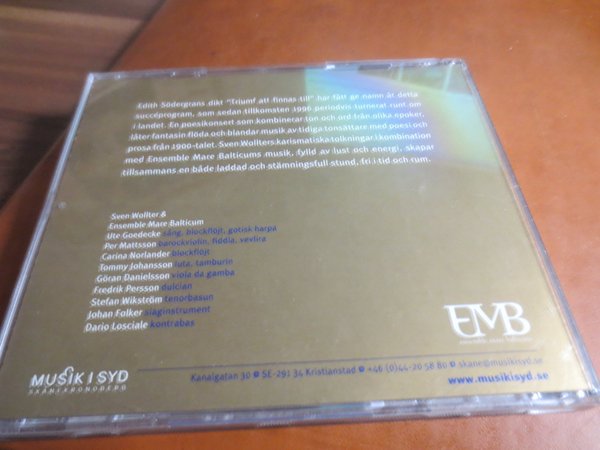 Edith Södergrans dikt "Triumf att finnas till" har fått ge namn åt detta
succéprogram, som sedan tillkomsten 1996 periodvis turnerat runt om
i landet. En poesikonsert som kombinerar ton och ord från olika epoker,
låter fantasin flöda och blandar musik av tidiga tonsättare med poesi och
prosa från 1900-talet. Sven Wollters karismatiska tolkningar i kombination
med Ensemble Mare Balticums musik, fylld av lust och energi, skapar
tillsammans en både laddad och stämningsfull stund, fri i tid och rum.
Sven Wollter &
Ensemble Mare Balticum
Ute Goedecke sång, blockflöjt, gotisk harpa
Per Mattsson barockviolin, fiddla, vevlira
Carina Norlander blockflöjt
Tommy Johansson luta, tamburin
Göran Danielsson viola da gamba
Fredrik Persson dulcian
Stefan Wikström tenorbasun
Johan Folker slaginstrument
Dario Losciale kontrabas
EMB
ensemble mare balticum
MUSIK I SYD
SKÅNE KRONOBERG
Kanalgatan 30 SE-291 34 Kristianstad +46 (0)44-20 58 80 skane@musikisyd.se
www.musikisyd.se